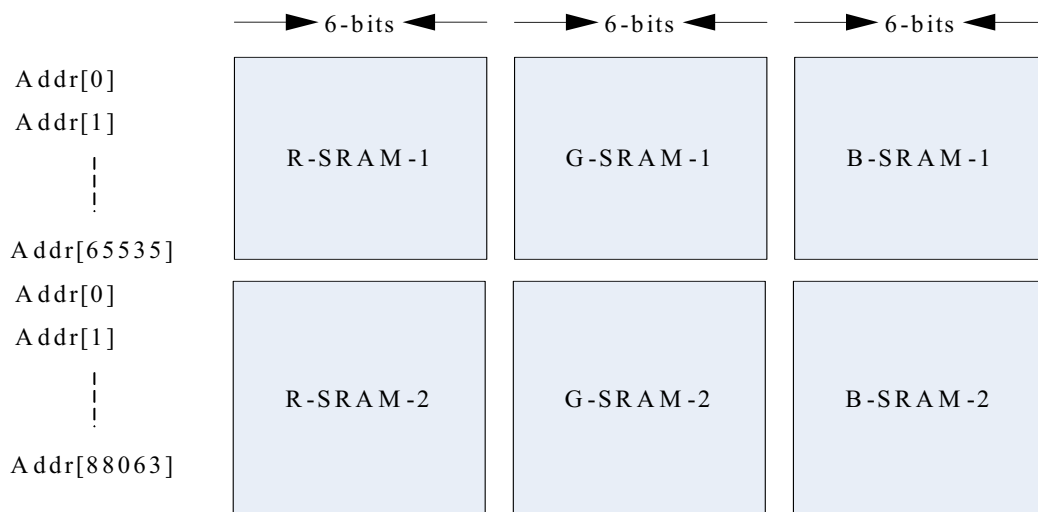 6-bits 6-bits 6-bits
Addr[0]
Addr[1]
R-SRAM-1 G-SRAM-1 B-SRAM-1
Addr[65535]
Addr[0]
Addr[1]
R-SRAM-2 G-SRAM-2 B-SRAM-2
Addr[88063]